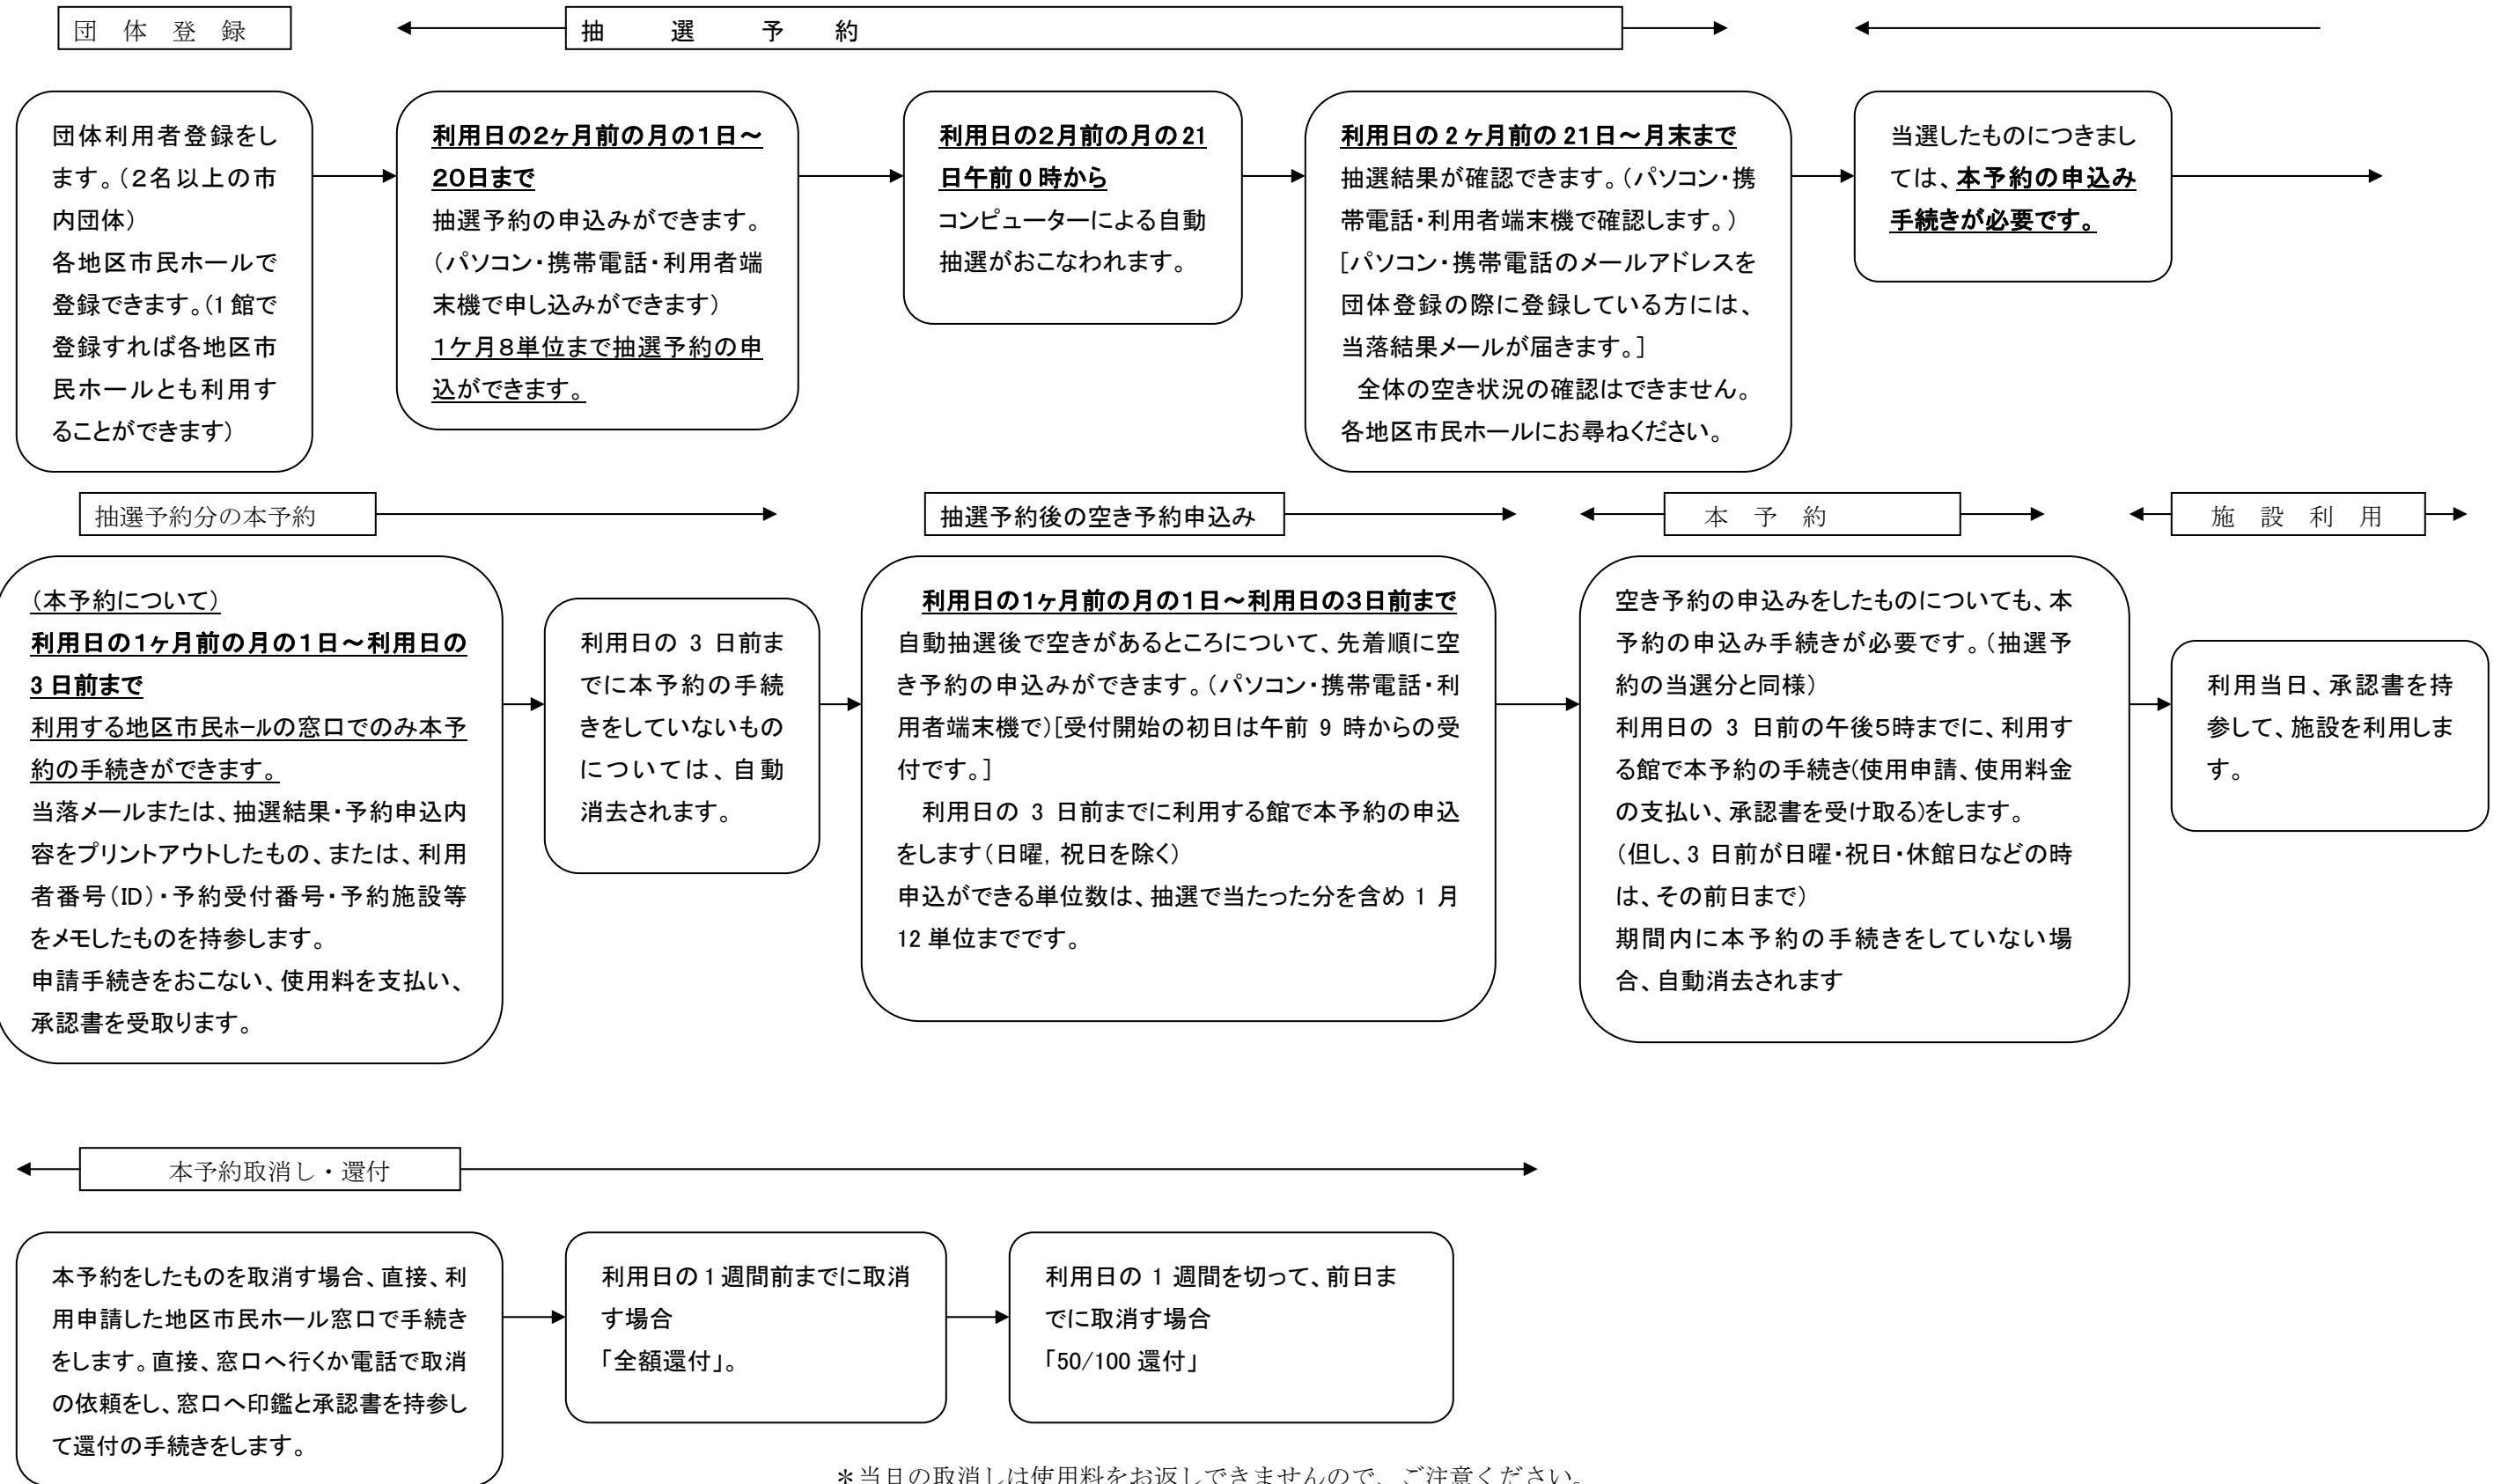 団　体　登　録
抽　選　予　約
団体利用者登録をし
ます。（２名以上の市
内団体）
各地区市民ホールで
登録できます。（1 館で
登録すれば各地区市
民ホールとも利用す
ることができます）
利用日の２ヶ月前の月の１日～
２０日まで
抽選予約の申込みができます。
（パソコン・携帯電話・利用者端
末機で申し込みができます）
１ケ月８単位まで抽選予約の申
込ができます。
利用日の２月前の月の 21
日午前 0 時から
コンピューターによる自動
抽選がおこなわれます。
利用日の 2 ヶ月前の 21 日～月末まで
抽選結果が確認できます。（パソコン・携
帯電話・利用者端末機で確認します。）
[パソコン・携帯電話のメールアドレスを
団体登録の際に登録している方には、
当落結果メールが届きます。]
全体の空き状況の確認はできません。
各地区市民ホールにお尋ねください。
当選したものにつきまし
ては、本予約の申込み
手続きが必要です。
抽選予約分の本予約
抽選予約後の空き予約申込み
本　予　約
施　設　利　用
（本予約について）
利用日の１ヶ月前の月の１日～利用日の
3 日前まで
利用する地区市民ﾎｰﾙの窓口でのみ本予
約の手続きができます。
当落メールまたは、抽選結果・予約申込内
容をプリントアウトしたもの、または、利用
者番号（ID）・予約受付番号・予約施設等
をメモしたものを持参します。
申請手続きをおこない、使用料を支払い、
承認書を受取ります。
利用日の 3 日前ま
でに本予約の手続
きをしていないもの
については、自動
消去されます。
利用日の１ヶ月前の月の１日～利用日の３日前まで
自動抽選後で空きがあるところについて、先着順に空
き予約の申込みができます。（パソコン・携帯電話・利
用者端末機で）[受付開始の初日は午前 9 時からの受
付です。]
利用日の 3 日前までに利用する館で本予約の申込
をします（日曜，祝日を除く）
申込ができる単位数は、抽選で当たった分を含め 1 月
12 単位までです。
空き予約の申込みをしたものについても、本
予約の申込み手続きが必要です。（抽選予
約の当選分と同様）
利用日の 3 日前の午後５時までに、利用す
る館で本予約の手続き(使用申請、使用料金
の支払い、承認書を受け取る)をします。
（但し、3 日前が日曜・祝日・休館日などの時
は、その前日まで）
期間内に本予約の手続きをしていない場
合、自動消去されます
利用当日、承認書を持
参して、施設を利用しま
す。
本予約取消し・還付
本予約をしたものを取消す場合、直接、利
用申請した地区市民ホール窓口で手続き
をします。直接、窓口へ行くか電話で取消
の依頼をし、窓口へ印鑑と承認書を持参し
て還付の手続きをします。
利用日の 1 週間前までに取消
す場合
「全額還付」。
利用日の 1 週間を切って、前日ま
でに取消す場合
「50/100 還付」
＊当日の取消しは使用料をお返しできませんので、ご注意ください。